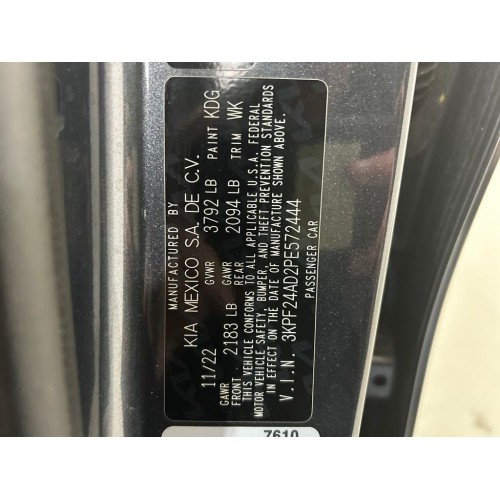 MANUFACTURED BY
KIA MEXICO S.A. DE C.V.
11/22 GVWR 3792 LB PAINT KDG
GAWR FRONT 2183 LB GAWR REAR 2094 LB TRIM WK
THIS VEHICLE CONFORMS TO ALL APPLICABLE U.S.A. FEDERAL
MOTOR VEHICLE SAFETY, BUMPER, AND THEFT PREVENTION STANDARDS
IN EFFECT ON THE DATE OF MANUFACTURE SHOWN ABOVE.
V.I.N. 3KPF24AD2PE572444
PASSENGER CAR
7610